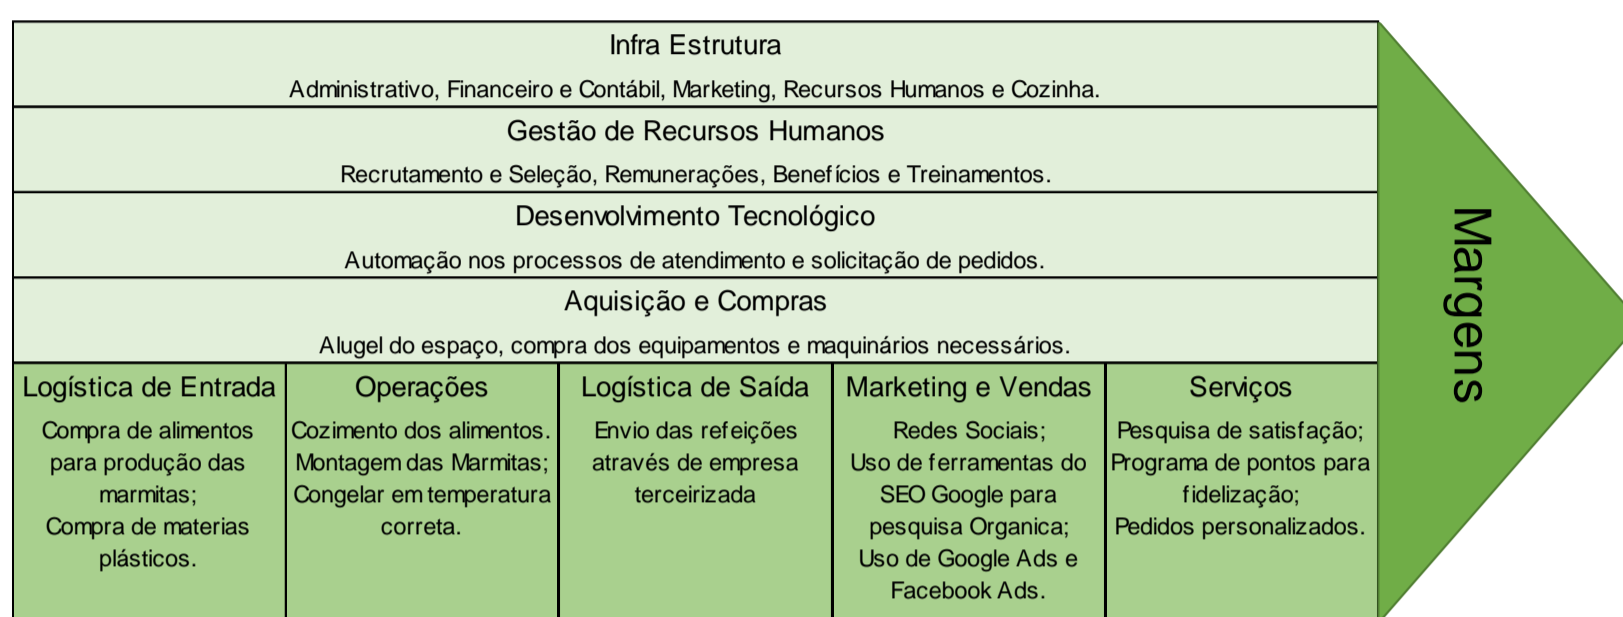 Infra Estrutura
Administrativo, Financeiro e Contábil, Marketing, Recursos Humanos e Cozinha.
Gestão de Recursos Humanos
Recrutamento e Seleção, Remunerações, Benefícios e Treinamentos.
Desenvolvimento Tecnológico
Automação nos processos de atendimento e solicitação de pedidos.
Aquisição e Compras
Alugel do espaço, compra dos equipamentos e maquinários necessários.
Logística de Entrada
Compra de alimentos
para produção das
marmitas;
Compra de materias
plásticos.
Operações
Cozimento dos alimentos.
Montagem das Marmitas;
Congelar em temperatura
correta.
Logística de Saída
Envio das refeições
através de empresa
terceirizada
Marketing e Vendas
Redes Sociais;
Uso de ferramentas do
SEO Google para
pesquisa Organica;
Uso de Google Ads e
Facebook Ads.
Serviços
Pesquisa de satisfação;
Programa de pontos para
fidelização;
Pedidos personalizados.
Margens